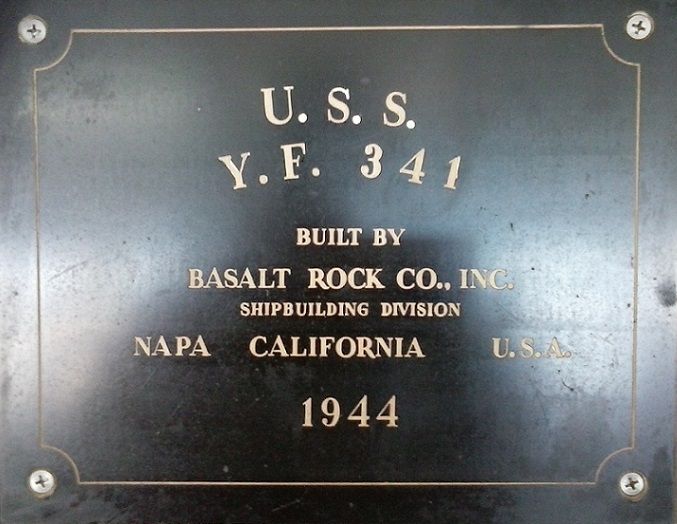 U. S. S.
Y. F. 341
BUILT BY
BASALT ROCK CO., INC.
SHIPBUILDING DIVISION
NAPA CALIFORNIA U. S. A.
1944